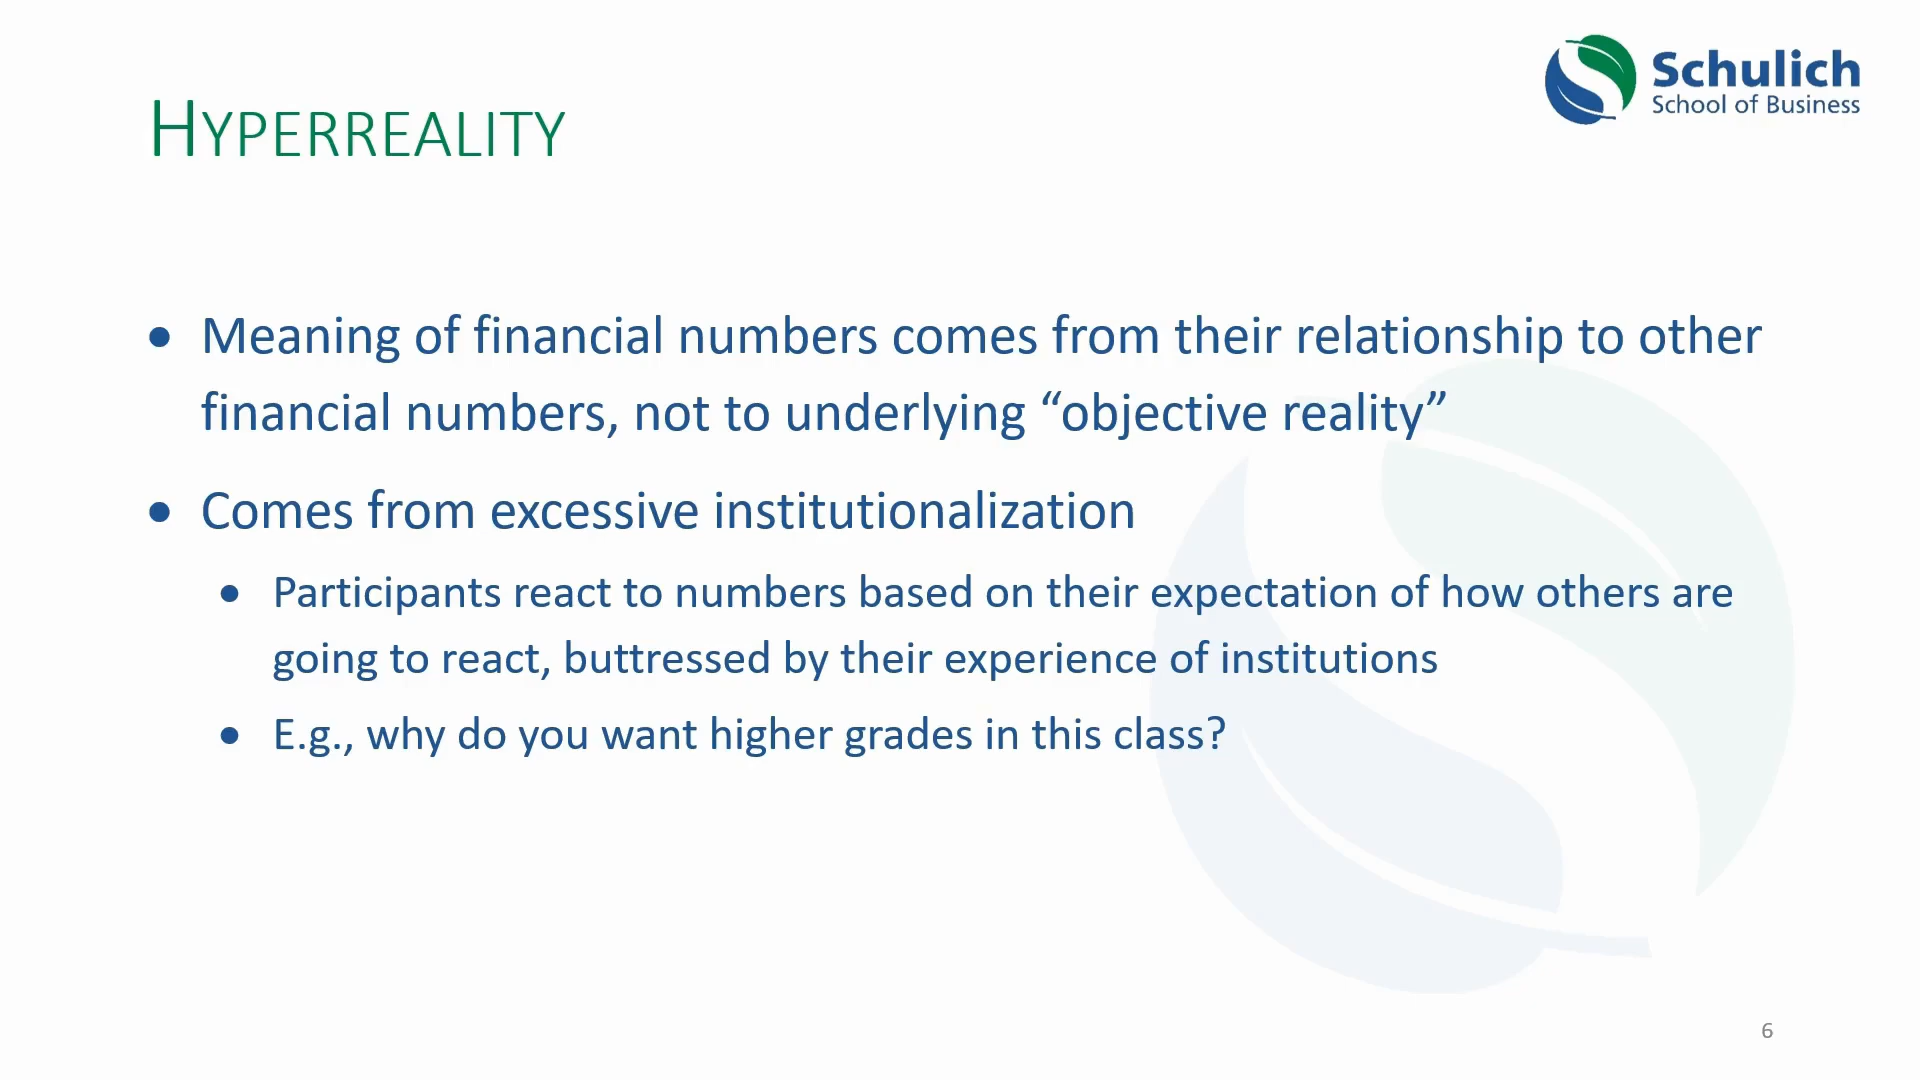 Schulich
School of Business
HYPERREALITY
• Meaning of financial numbers comes from their relationship to other
financial numbers, not to underlying “objective reality”
• Comes from excessive institutionalization
• Participants react to numbers based on their expectation of how others are
going to react, buttressed by their experience of institutions
• E.g., why do you want higher grades in this class?
6